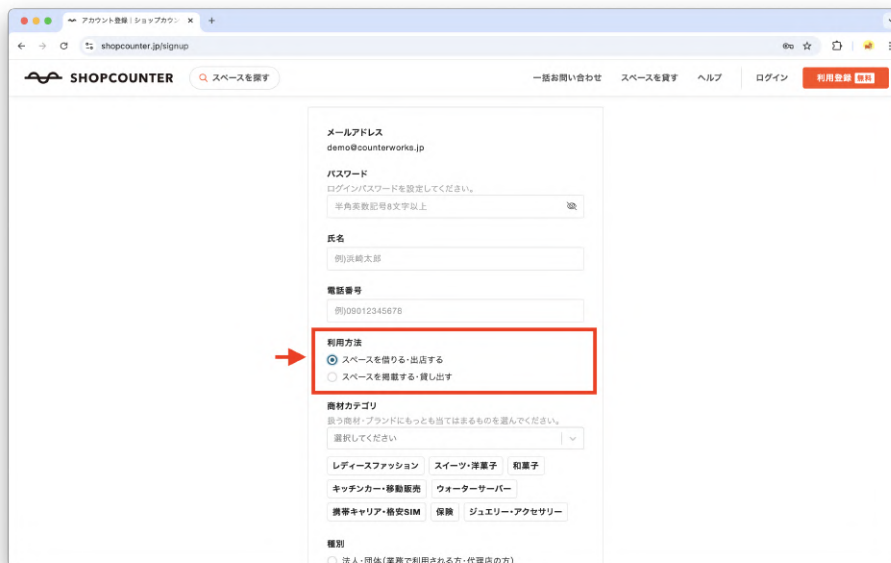 アカウント登録｜ショップカウン
shopcounter.jp/signup
SHOPCOUNTER
スペースを探す
一括お問い合わせ
スペースを貸す
ヘルプ
ログイン
利用登録 無料
メールアドレス
demo@counterworks.jp
パスワード
ログインパスワードを設定してください。
半角英数記号8文字以上
氏名
例)浜崎太郎
電話番号
例)09012345678
利用方法
スペースを借りる・出店する
スペースを掲載する・貸し出す
商材カテゴリ
扱う商材・ブランドにもっとも当てはまるものを選んでください。
選択してください
レディースファッション スイーツ・洋菓子 和菓子
キッチンカー・移動販売 ウォーターサーバー
携帯キャリア・格安SIM 保険 ジュエリー・アクセサリー
種別
法人・団体(業務で利用される方・代理店の方)